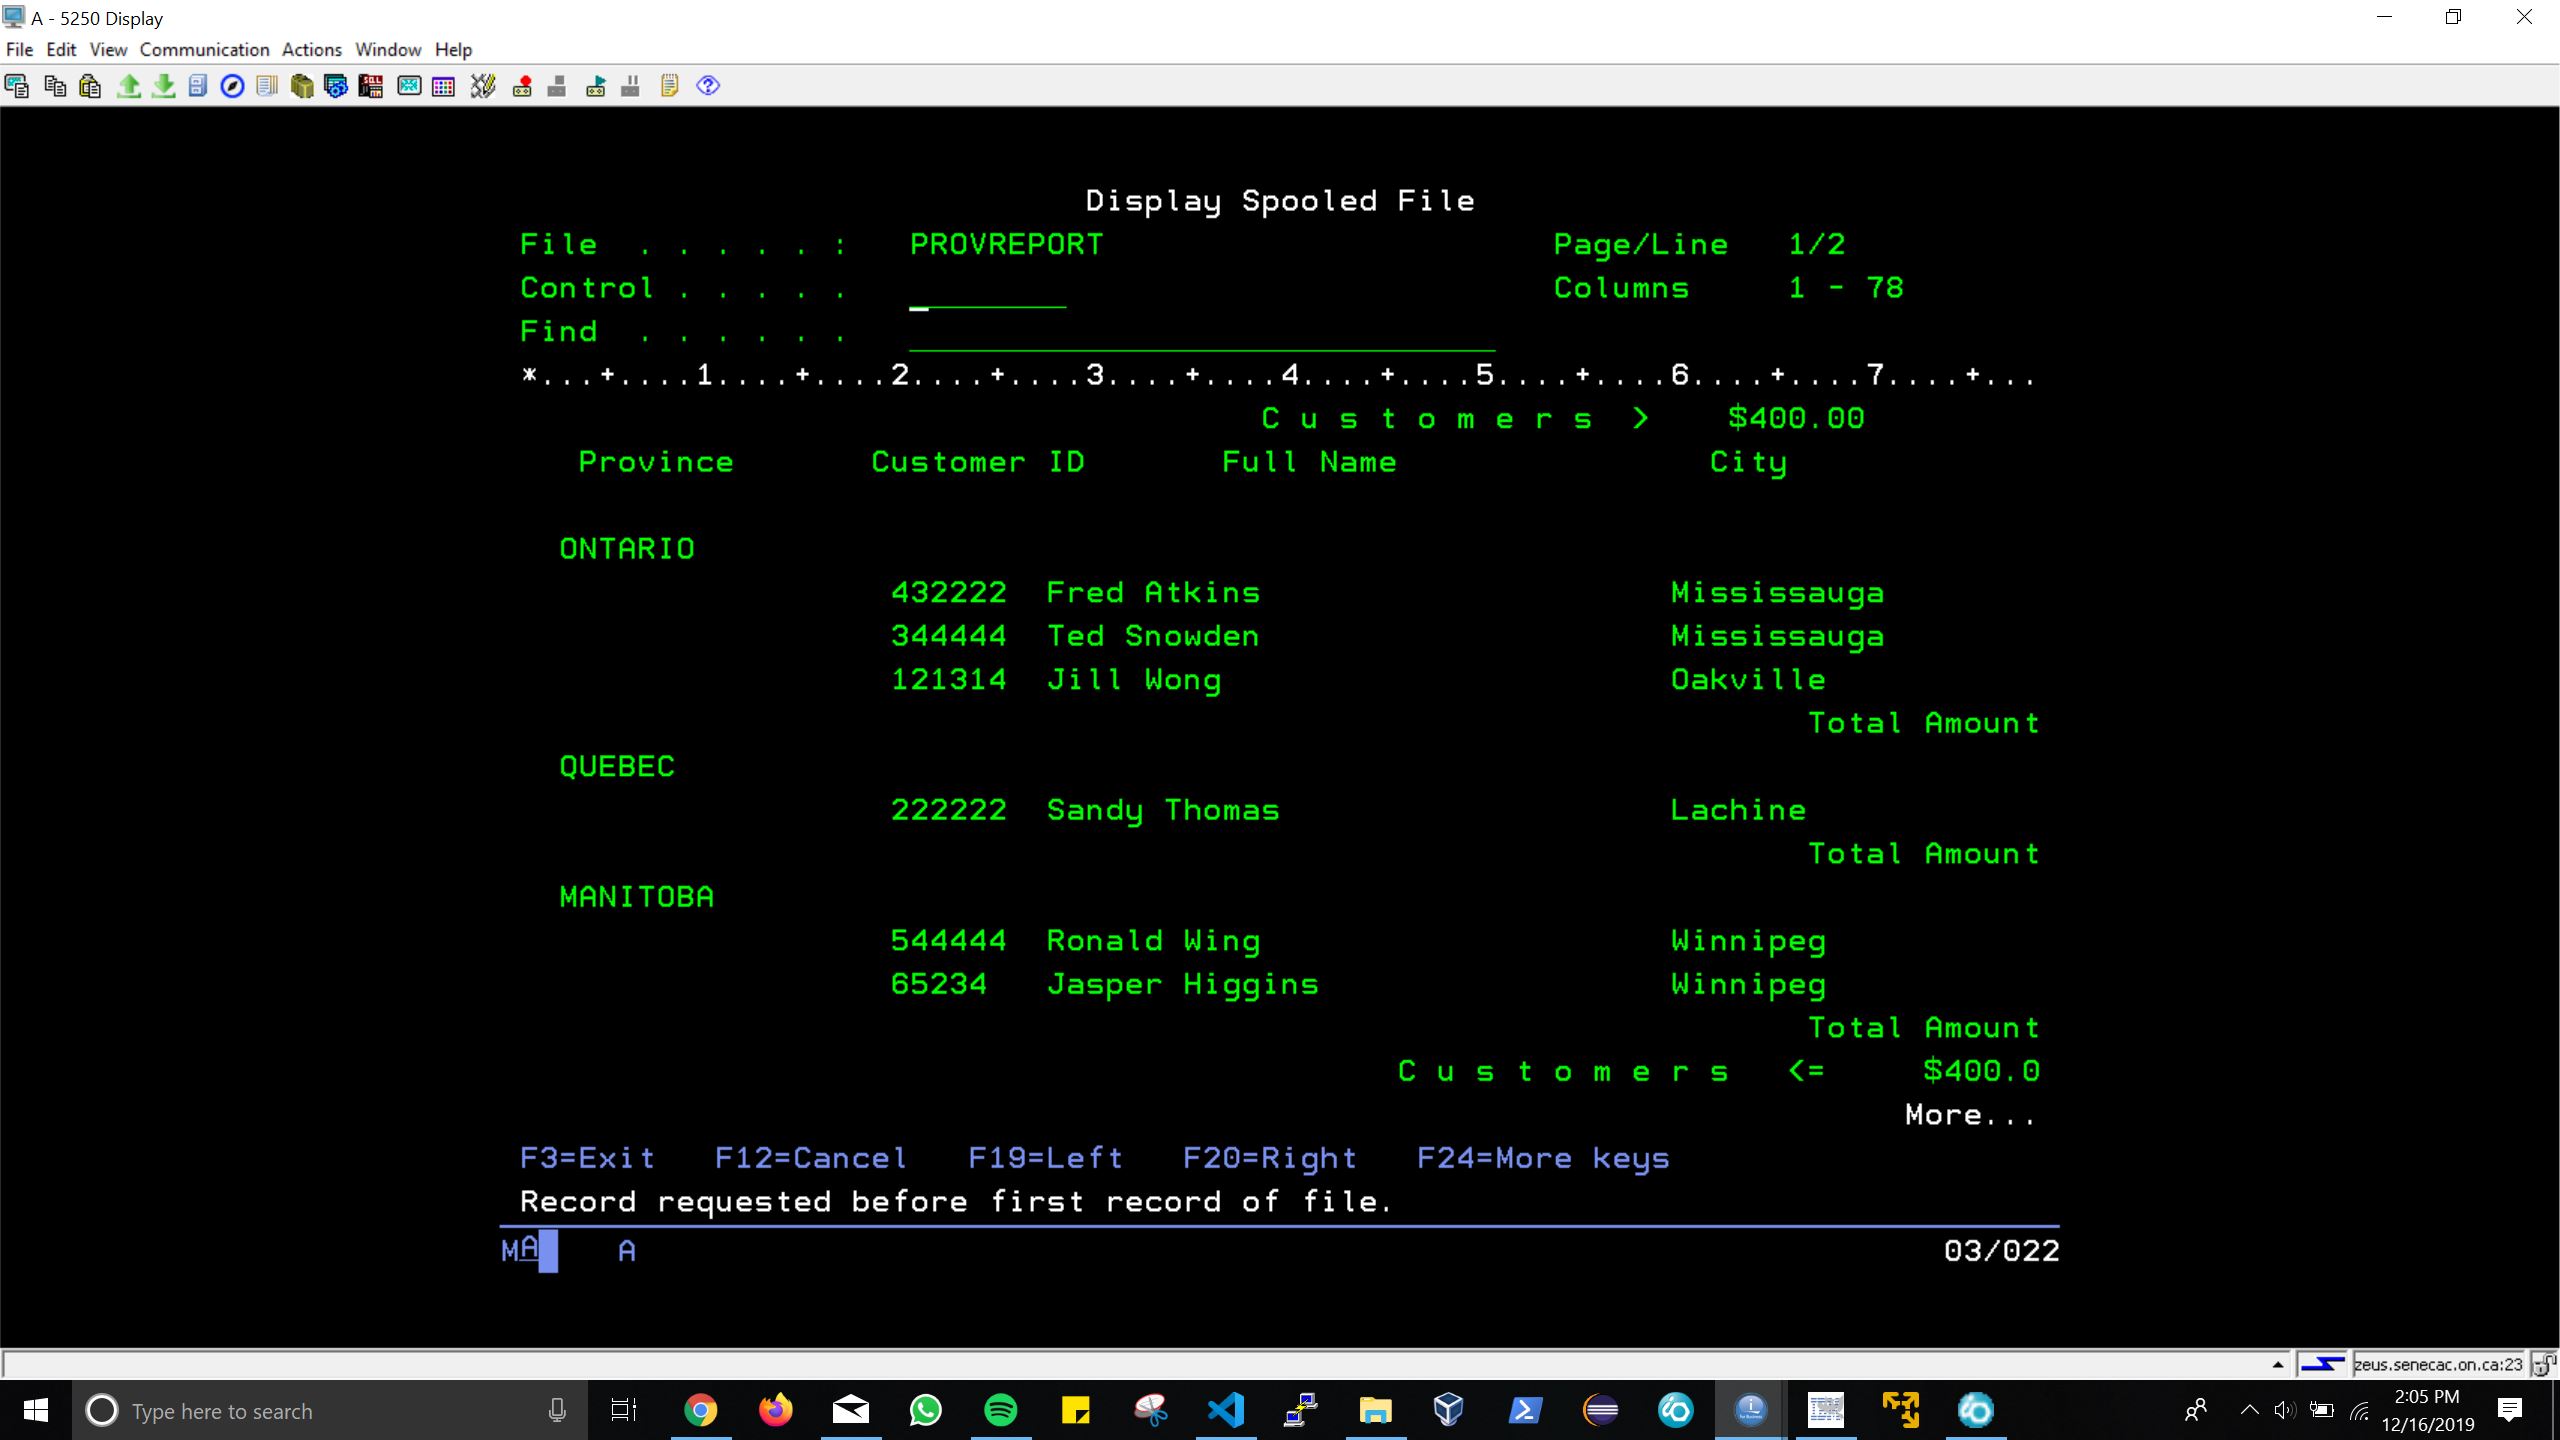 A - 5250 Display
File Edit View Communication Actions Window Help
Display Spooled File
File . . . . . : PROVREPORT Page/Line 1/2
Control . . . . . Columns 1 - 78
Find . . . . . .
*...+....1....+....2....+....3....+....4....+....5....+....6....+....7....+...
C u s t o m e r s > $400.00
Province Customer ID Full Name City
ONTARIO
432222 Fred Atkins Mississauga
344444 Ted Snowden Mississauga
121314 Jill Wong Oakville
Total Amount
QUEBEC
222222 Sandy Thomas Lachine
Total Amount
MANITOBA
544444 Ronald Wing Winnipeg
65234 Jasper Higgins Winnipeg
Total Amount
C u s t o m e r s <= $400.0
More...
F3=Exit F12=Cancel F19=Left F20=Right F24=More keys
Record requested before first record of file.
MA A 03/022
zeus.senecac.on.ca:23
Type here to search
2:05 PM
12/16/2019